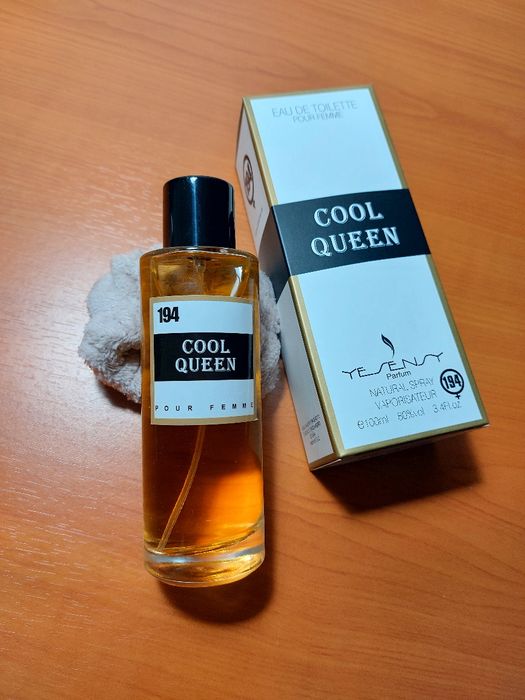 EAU DE TOILETTE
POUR FEMME
COOL
QUEEN
YESENSY
Parfum
NATURAL SPRAY
VAPORISATEUR
194
e100ml 80%vol 3.4fl.oz
194
COOL
QUEEN
POUR FEMME